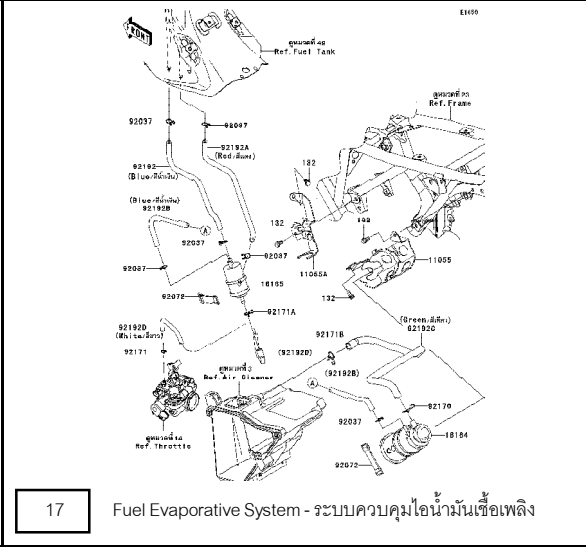 E1650
FRONT
ดูหมวดที่ 48
Ref.Fuel Tank
ดูหมวดที่ 23
Ref.Frame
92037
92037
92192A
(Red/สีแดง)
92192
(Blue/สีน้ำเงิน)
132
(Blue/สีน้ำเงิน)
92192B
A
132
92037
92037
92037
11055A
11055
16165
92072
132
92171A
(Green/สีเขียว)
92192C
92192D
(White/สีขาว)
92171B
92171
(92192D)
ดูหมวดที่
Ref.Air Cleaner
(92192B)
A
92170
92037
16164
ดูหมวดที่ 14
Ref.Throttle
92072
17
Fuel Evaporative System - ระบบควบคุมไอน้ำมันเชื้อเพลิง